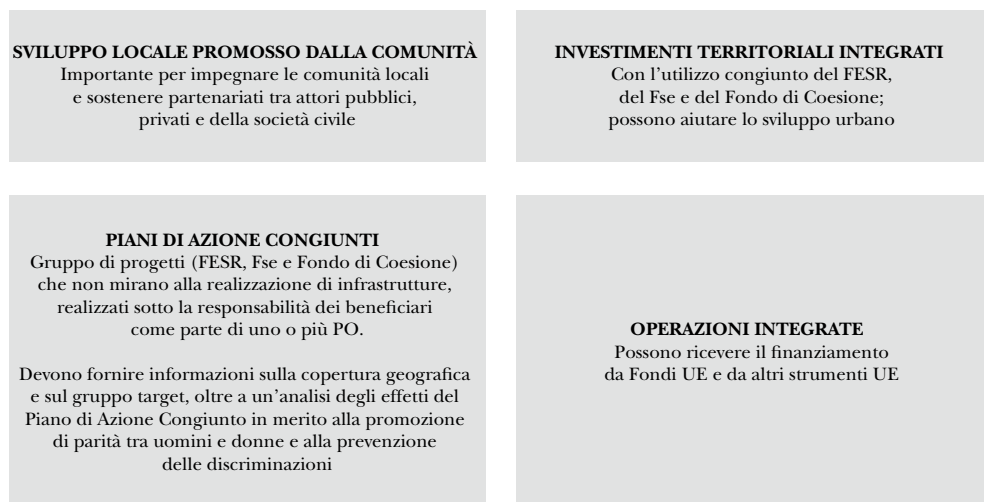 SVILUPPO LOCALE PROMOSSO DALLA COMUNITÀ
Importante per impegnare le comunità locali
e sostenere partenariati tra attori pubblici,
privati e della società civile
INVESTIMENTI TERRITORIALI INTEGRATI
Con l’utilizzo congiunto del FESR,
del Fse e del Fondo di Coesione;
possono aiutare lo sviluppo urbano
PIANI DI AZIONE CONGIUNTI
Gruppo di progetti (FESR, Fse e Fondo di Coesione)
che non mirano alla realizzazione di infrastrutture,
realizzati sotto la responsabilità dei beneficiari
come parte di uno o più PO.
Devono fornire informazioni sulla copertura geografica
e sul gruppo target, oltre a un’analisi degli effetti del
Piano di Azione Congiunto in merito alla promozione
di parità tra uomini e donne e alla prevenzione
delle discriminazioni
OPERAZIONI INTEGRATE
Possono ricevere il finanziamento
da Fondi UE e da altri strumenti UE